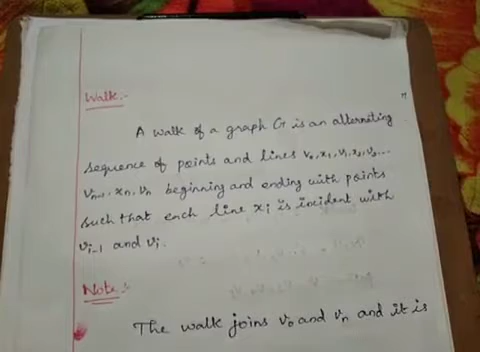 Walk:-
A walk of a graph G is an alternating
sequence of points and lines v₀, x₁, v₁, x₂, v₂...
vₙ₋₁, xₙ, vₙ beginning and ending with points
such that each line xᵢ is incident with
vᵢ₋₁ and vᵢ.
Note:-
The walk joins v₀ and vₙ and it is